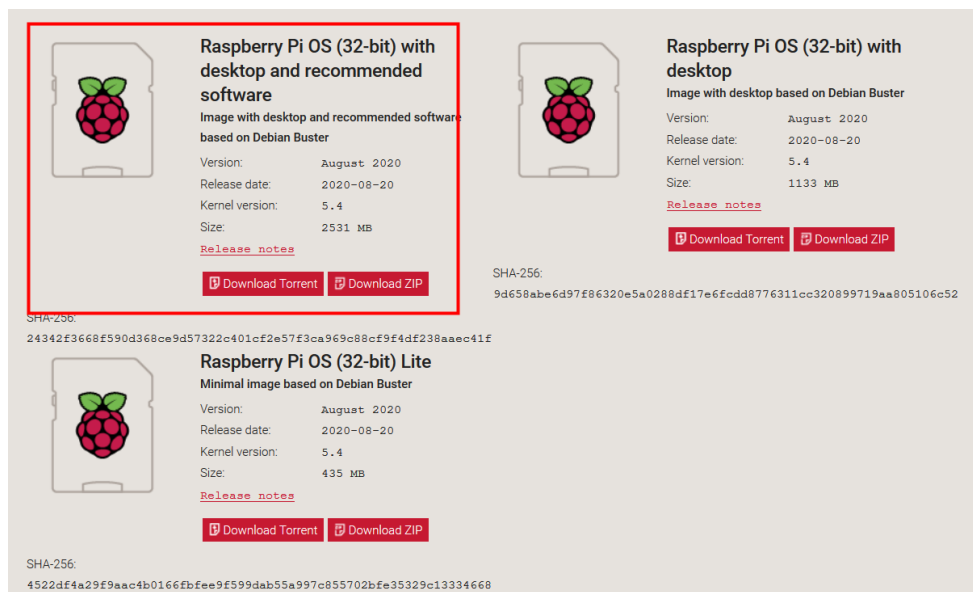 Raspberry Pi OS (32-bit) with
desktop and recommended
software
Image with desktop and recommended software
based on Debian Buster
Version: August 2020
Release date: 2020-08-20
Kernel version: 5.4
Size: 2531 MB
Release notes
Download Torrent Download ZIP
SHA-256:
24342f3668f590d368ce9d57322c401cf2e57f3ca969c88cf9f4df238aaec41f
Raspberry Pi OS (32-bit) with
desktop
Image with desktop based on Debian Buster
Version: August 2020
Release date: 2020-08-20
Kernel version: 5.4
Size: 1133 MB
Release notes
Download Torrent Download ZIP
SHA-256:
9d658abe6d97f86320e5a0288df17e6fcdd8776311cc320899719aa805106c52
Raspberry Pi OS (32-bit) Lite
Minimal image based on Debian Buster
Version: August 2020
Release date: 2020-08-20
Kernel version: 5.4
Size: 435 MB
Release notes
Download Torrent Download ZIP
SHA-256:
4522df4a29f9aac4b0166fbfee9f599dab55a997c855702bfe35329c13334668